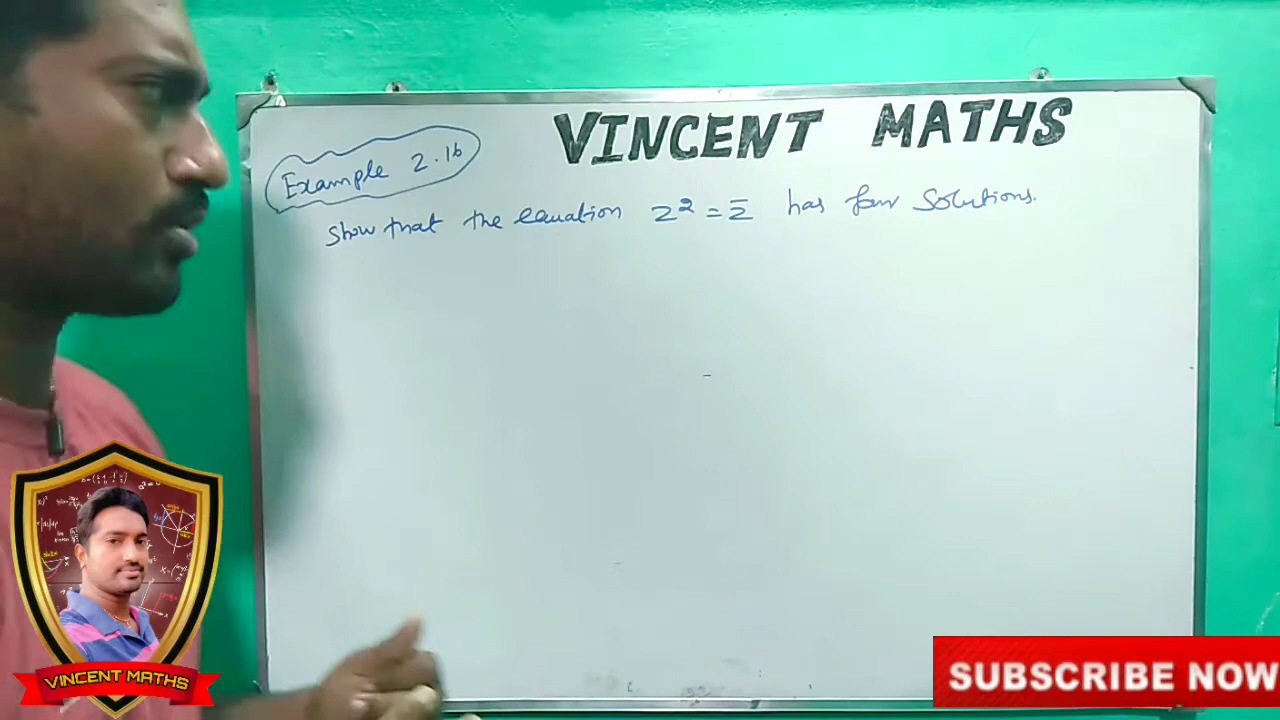 VINCENT MATHS
Example 2.16
Show that the equation z² = z̅ has four solutions.
VINCENT MATHS
SUBSCRIBE NOW